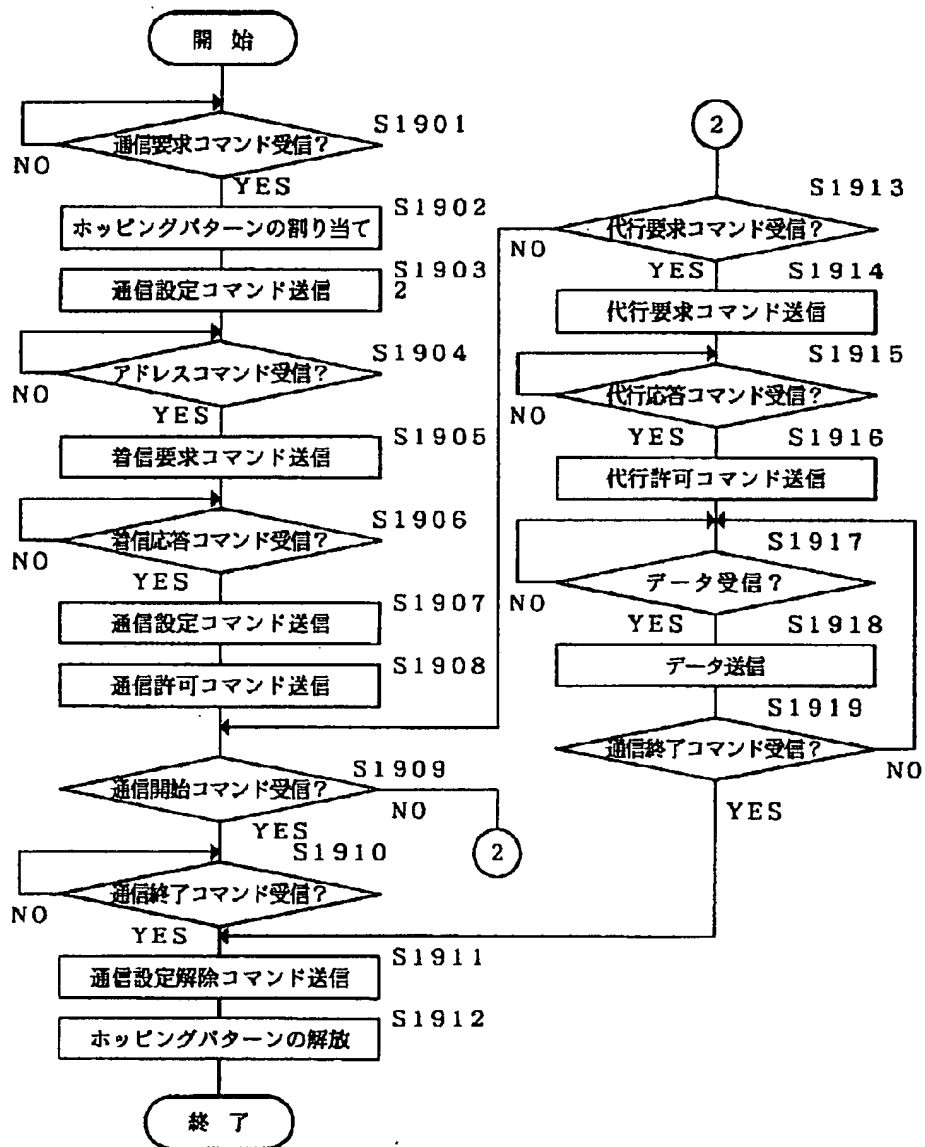 開 始
S1901
通信要求コマンド受信?
NO
YES
S1902
ホッピングパターンの割り当て
S1903
2
通信設定コマンド送信
S1904
アドレスコマンド受信?
NO
YES
S1905
着信要求コマンド送信
S1906
着信応答コマンド受信?
NO
YES
S1907
通信設定コマンド送信
S1908
通信許可コマンド送信
S1909
通信開始コマンド受信?
NO
YES
2
S1910
通信終了コマンド受信?
NO
YES
S1911
通信設定解除コマンド送信
S1912
ホッピングパターンの解放
終 了
2
S1913
代行要求コマンド受信?
NO
YES
S1914
代行要求コマンド送信
S1915
代行応答コマンド受信?
NO
YES
S1916
代行許可コマンド送信
S1917
データ受信?
NO
YES
S1918
データ送信
S1919
通信終了コマンド受信?
NO
YES